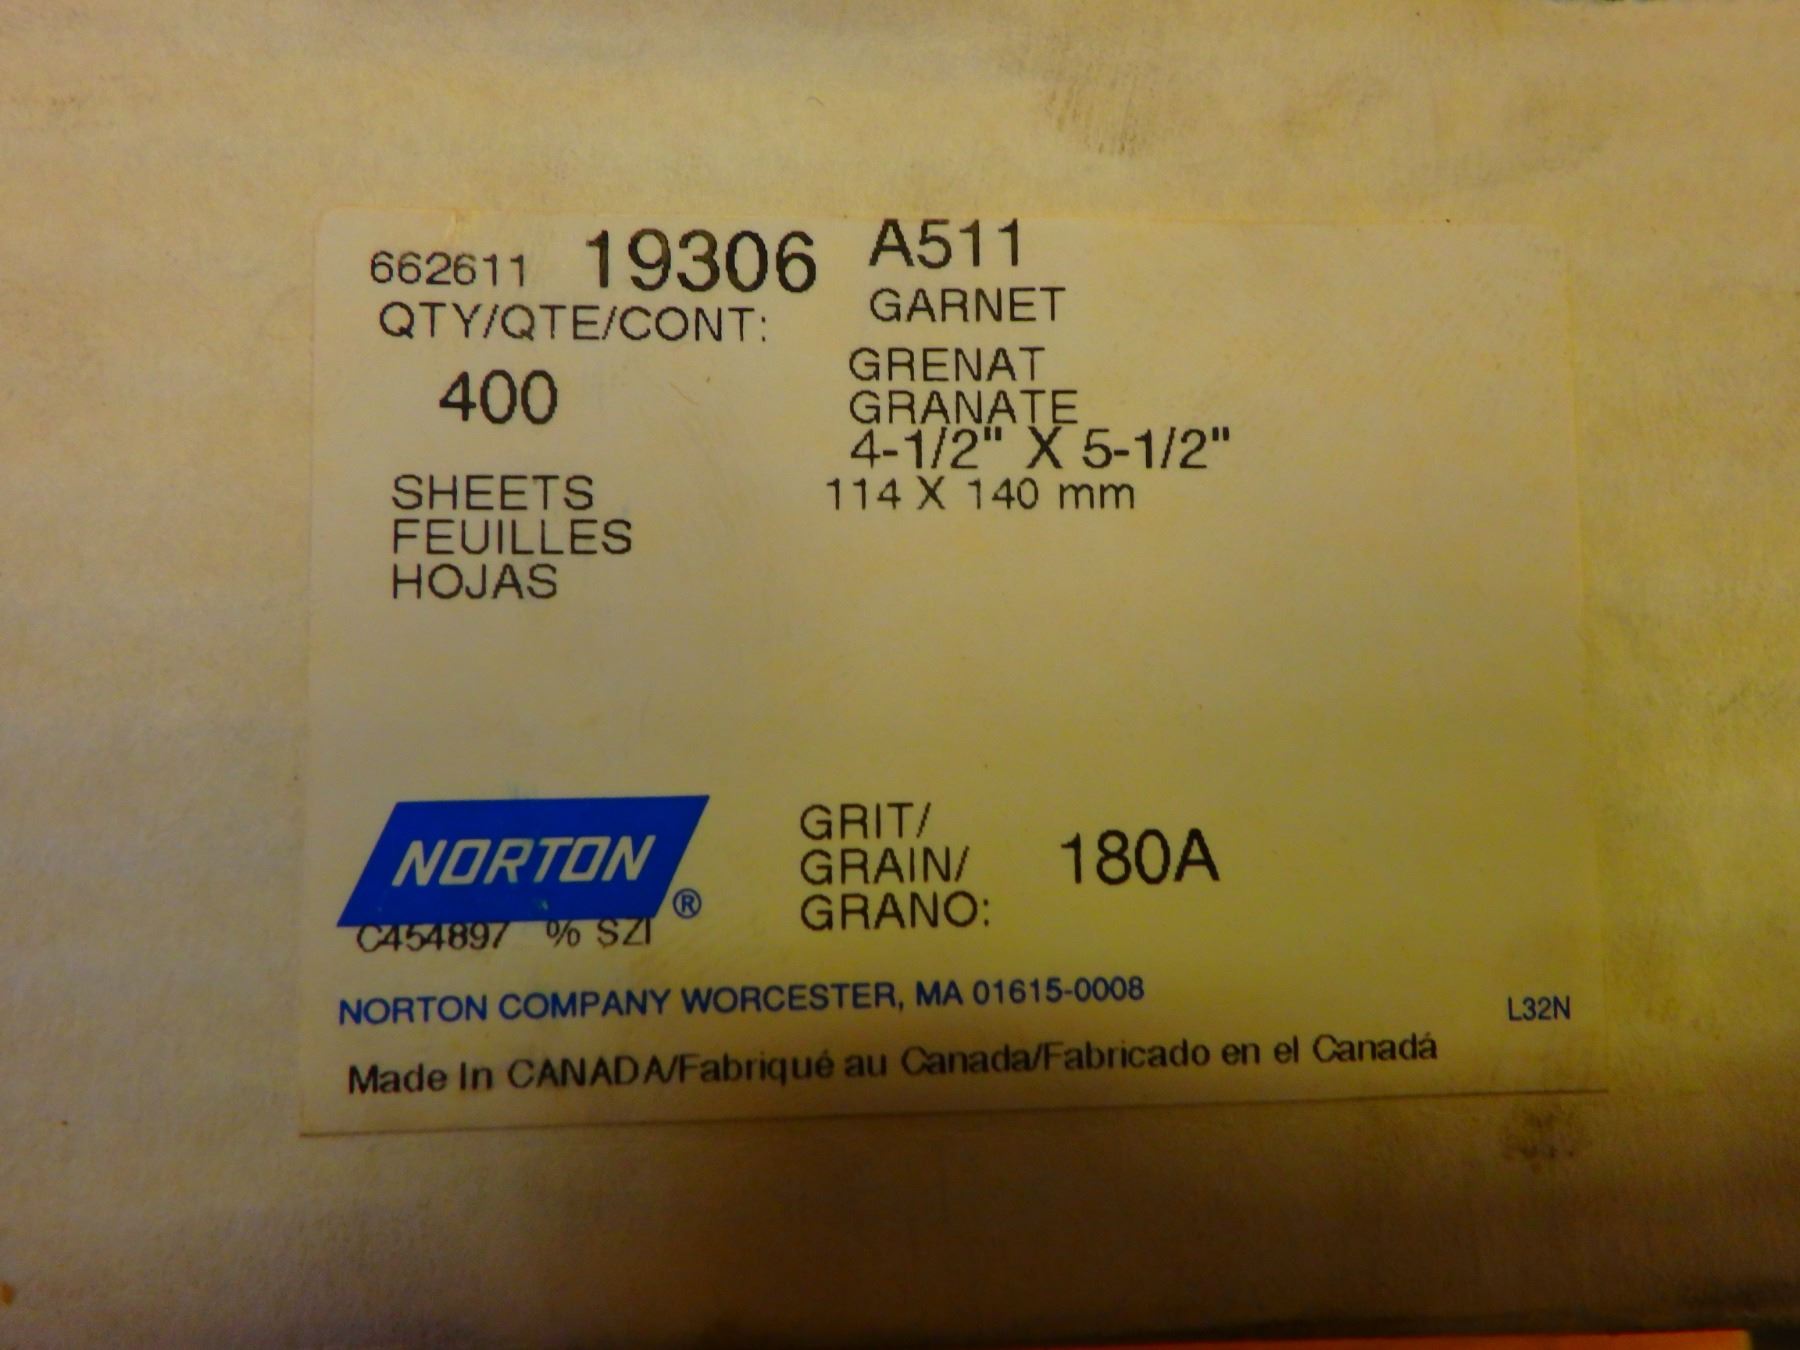 662611 19306 A511
QTY/QTE/CONT:
GARNET
GRENAT
GRANATE
400
4-1/2" X 5-1/2"
114 X 140 mm
SHEETS
FEUILLES
HOJAS
NORTON ®
C454897 % SZI
GRIT/
GRAIN/
GRANO:
180A
NORTON COMPANY WORCESTER, MA 01615-0008
L32N
Made In CANADA/Fabriqué au Canada/Fabricado en el Canadá